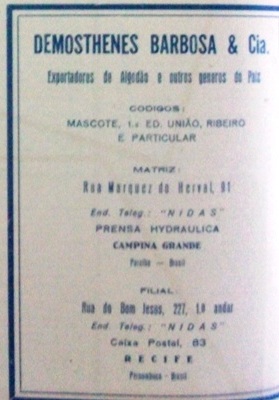 DEMOSTHENES BARBOSA & Cia.
Exportadores de Algodão e outros generos do Paiz
CODIGOS:
MASCOTE, 1.a ED. UNIÃO, RIBEIRO
E PARTICULAR
MATRIZ:
Rua Marquez do Herval, 91
End. Teleg.: "NIDAS"
PRENSA HYDRAULICA
CAMPINA GRANDE
Parahiba — Brasil
FILIAL:
Rua do Bom Jesus, 227, 1.º andar
End. Teleg.: "NIDAS"
Caixa Postal, 83
RECIFE
Pernambuco - Brasil